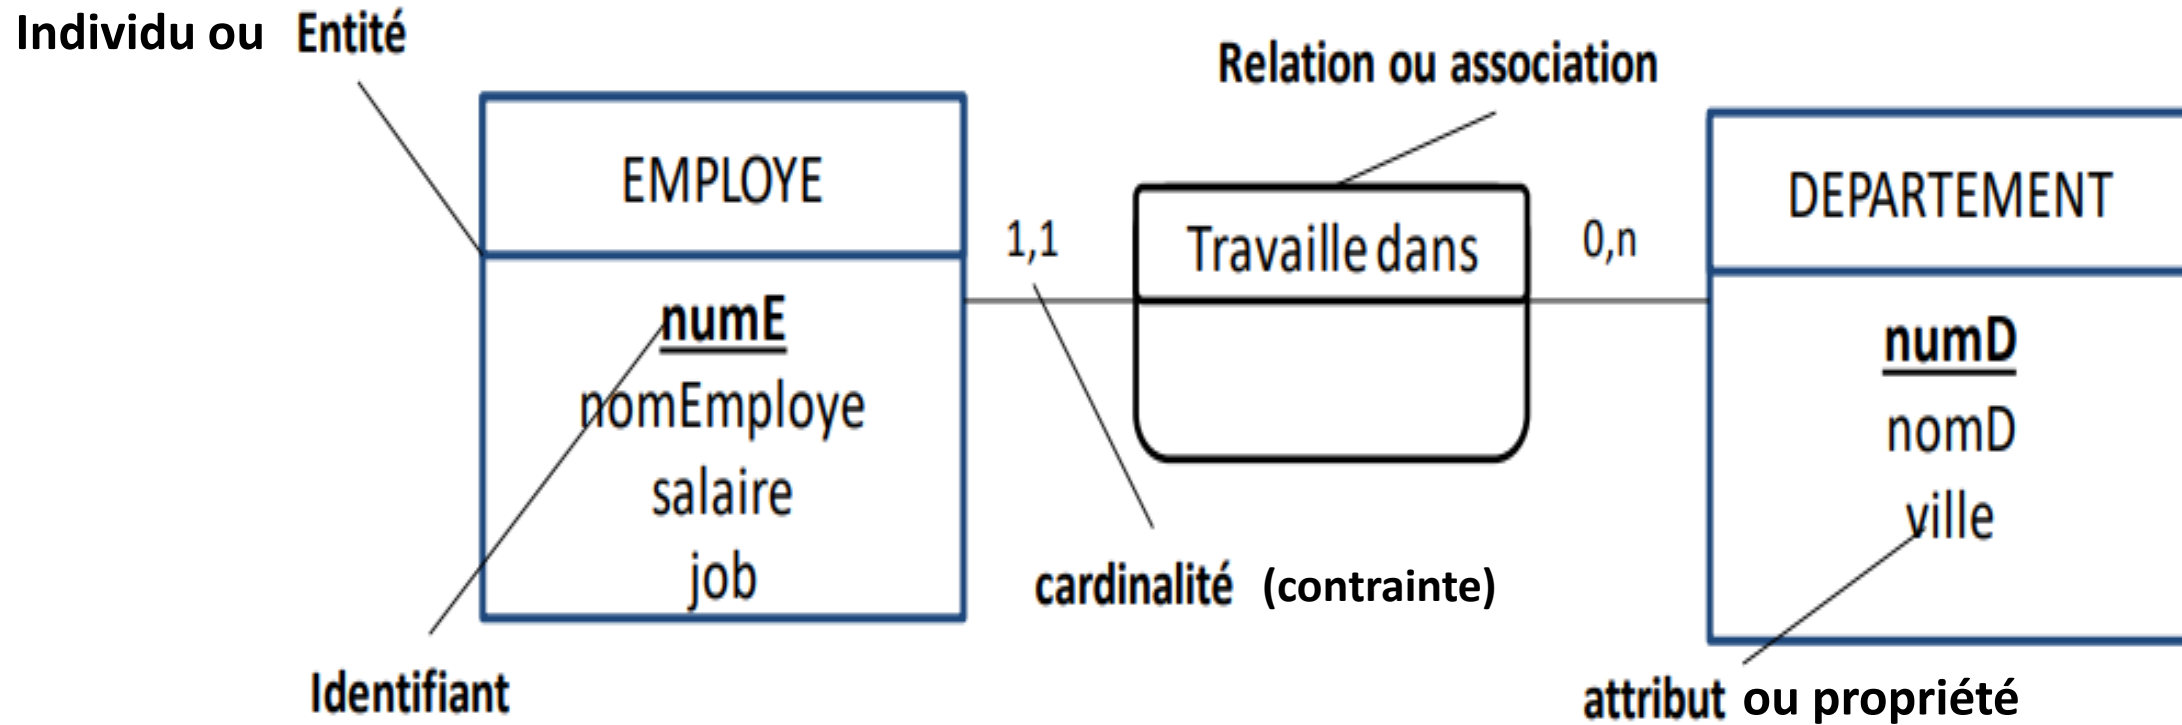 Individu ou Entité
Relation ou association
EMPLOYE
numE
nomEmploye
salaire
job
1,1
Travaille dans
0,n
DEPARTEMENT
numD
nomD
ville
cardinalité (contrainte)
Identifiant
attribut ou propriété